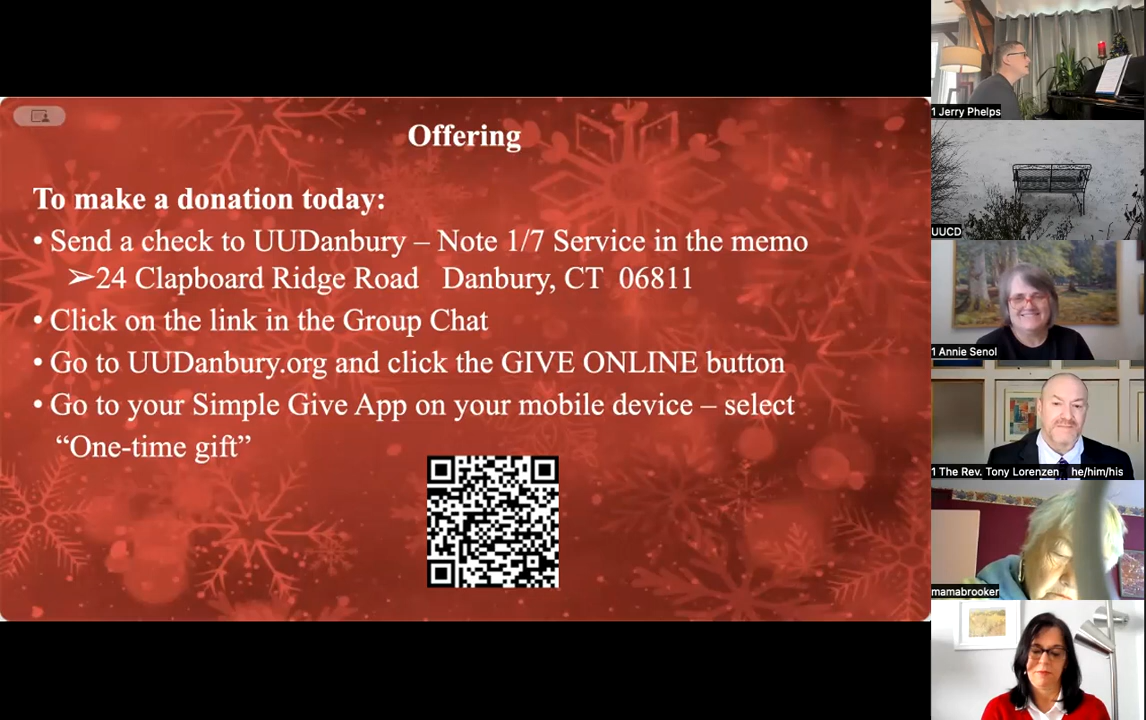 Offering
To make a donation today:
• Send a check to UUDanbury – Note 1/7 Service in the memo
➢24 Clapboard Ridge Road Danbury, CT 06811
• Click on the link in the Group Chat
• Go to UUDanbury.org and click the GIVE ONLINE button
• Go to your Simple Give App on your mobile device – select
“One-time gift”
1 Jerry Phelps
UUCD
1 Annie Senol
1 The Rev. Tony Lorenzen he/him/his
mamabrooker